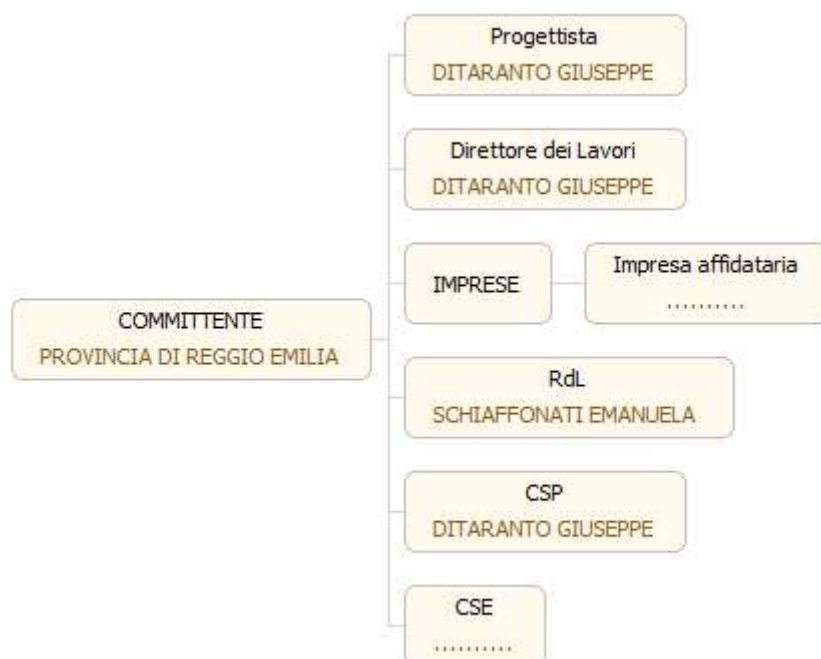 Progettista
DITARANTO GIUSEPPE
Direttore dei Lavori
DITARANTO GIUSEPPE
IMPRESE
Impresa affidataria
..........
COMMITTENTE
PROVINCIA DI REGGIO EMILIA
RdL
SCHIAFFONATI EMANUELA
CSP
DITARANTO GIUSEPPE
CSE
..........